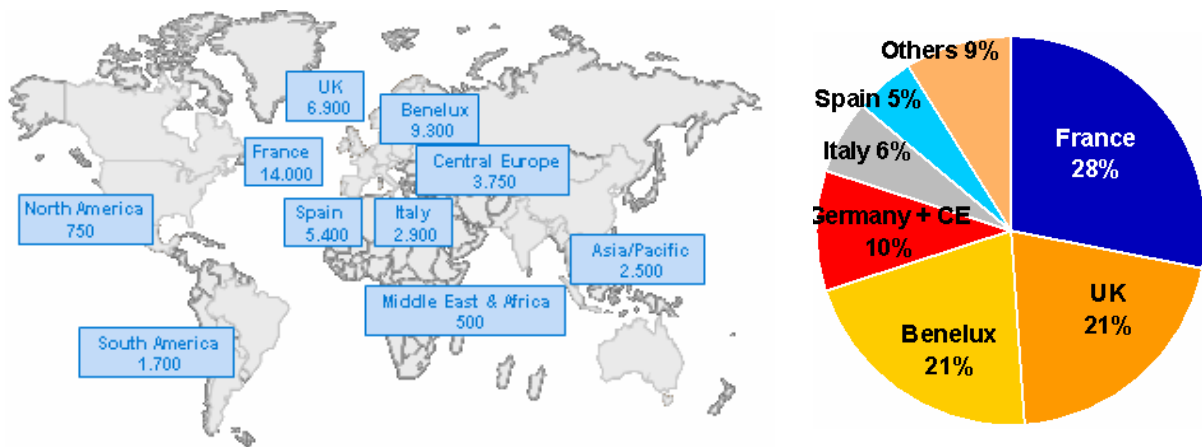 UK
6.900
Benelux
9.300
France
14.000
Central Europe
3.750
North America
750
Spain
5.400
Italy
2.900
Asia/Pacific
2.500
Middle East & Africa
500
South America
1.700
Others 9%
Spain 5%
Italy 6%
Germany + CE
10%
France
28%
UK
21%
Benelux
21%